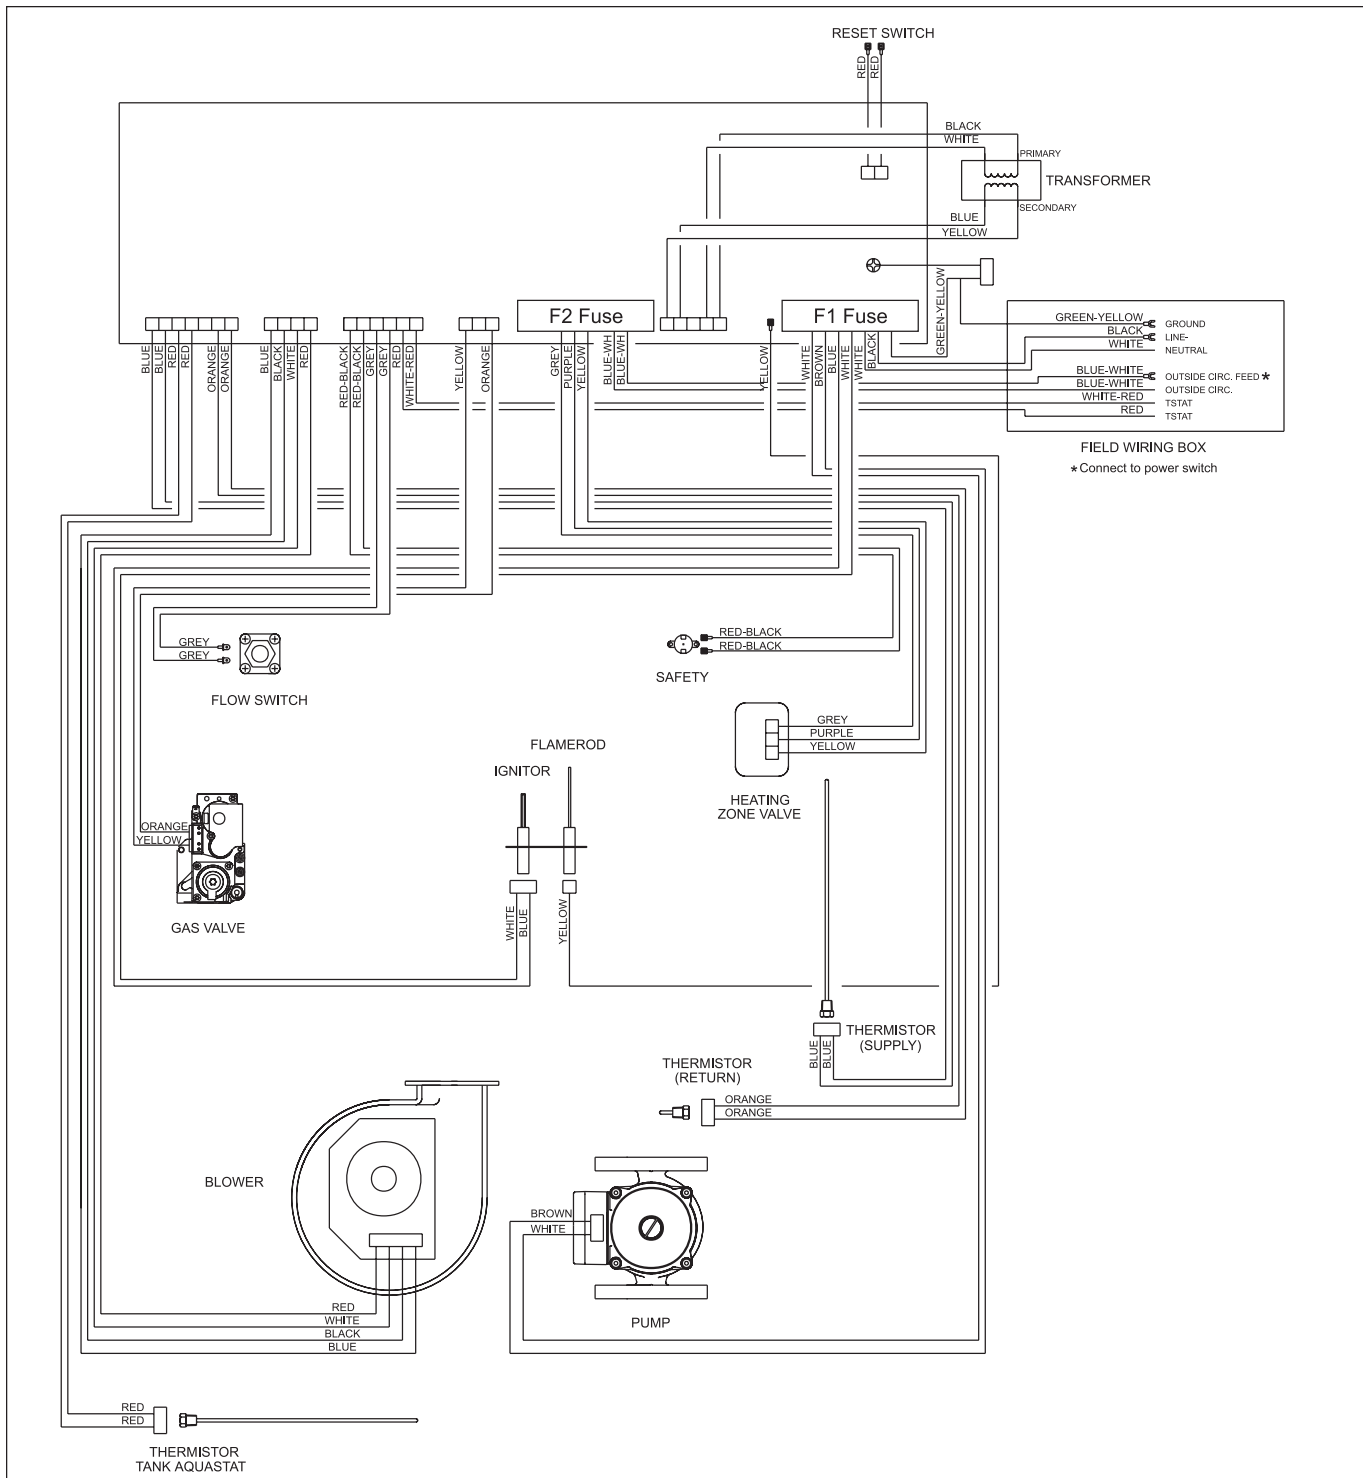 RESET SWITCH
RED
RED
BLACK
WHITE
PRIMARY
TRANSFORMER
SECONDARY
BLUE
YELLOW
F2 Fuse
F1 Fuse
GREEN-YELLOW
GREEN-YELLOW
GROUND
BLACK
LINE-
WHITE
NEUTRAL
BLUE-WHITE
OUTSIDE CIRC. FEED *
BLUE-WHITE
OUTSIDE CIRC.
WHITE-RED
TSTAT
RED
TSTAT
FIELD WIRING BOX
* Connect to power switch
BLUE
BLUE
RED
RED
ORANGE
ORANGE
BLUE
BLACK
WHITE
RED
RED-BLACK
RED-BLACK
GREY
GREY
RED
WHITE-RED
YELLOW
ORANGE
GREY
PURPLE
YELLOW
BLUE-WH
BLUE-WH
YELLOW
WHITE
BROWN
BLUE
WHITE
WHITE
BLACK
GREY
GREY
FLOW SWITCH
RED-BLACK
RED-BLACK
SAFETY
GREY
PURPLE
YELLOW
HEATING
ZONE VALVE
FLAMEROD
IGNITOR
ORANGE
YELLOW
GAS VALVE
WHITE
BLUE
YELLOW
THERMISTOR
(SUPPLY)
BLUE
BLUE
THERMISTOR
(RETURN)
ORANGE
ORANGE
BLOWER
BROWN
WHITE
PUMP
RED
WHITE
BLACK
BLUE
RED
RED
THERMISTOR
TANK AQUASTAT